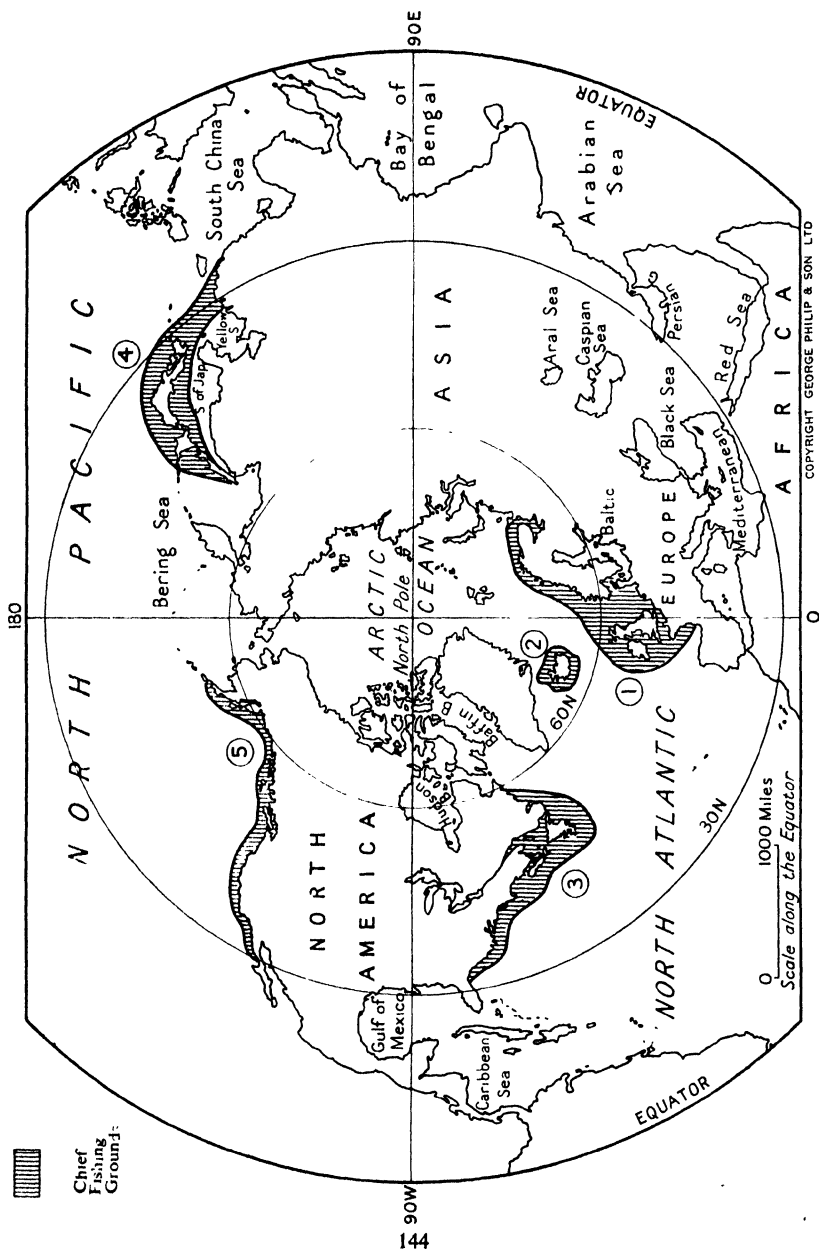 180
NORTH PACIFIC
Bering Sea
4
S of Jap
Yellow
S
South China
Sea
5
NORTH
AMERICA
Hudson
B
Baffin B
ARCTIC
North Pole
OCEAN
ASIA
Bay of
Bengal
90E
90W
Gulf of
Mexico
Caribbean
Sea
EQUATOR
3
2
60N
1
Baltic
EUROPE
Black Sea
Aral Sea
Caspian
Sea
Mediterranean
Red Sea
Persian
Arabian
Sea
EQUATOR
AFRICA
NORTH ATLANTIC
30N
0
0 1000 Miles
Scale along the Equator
COPYRIGHT GEORGE PHILIP & SON LTD
Chief
Fishing
Grounds
144